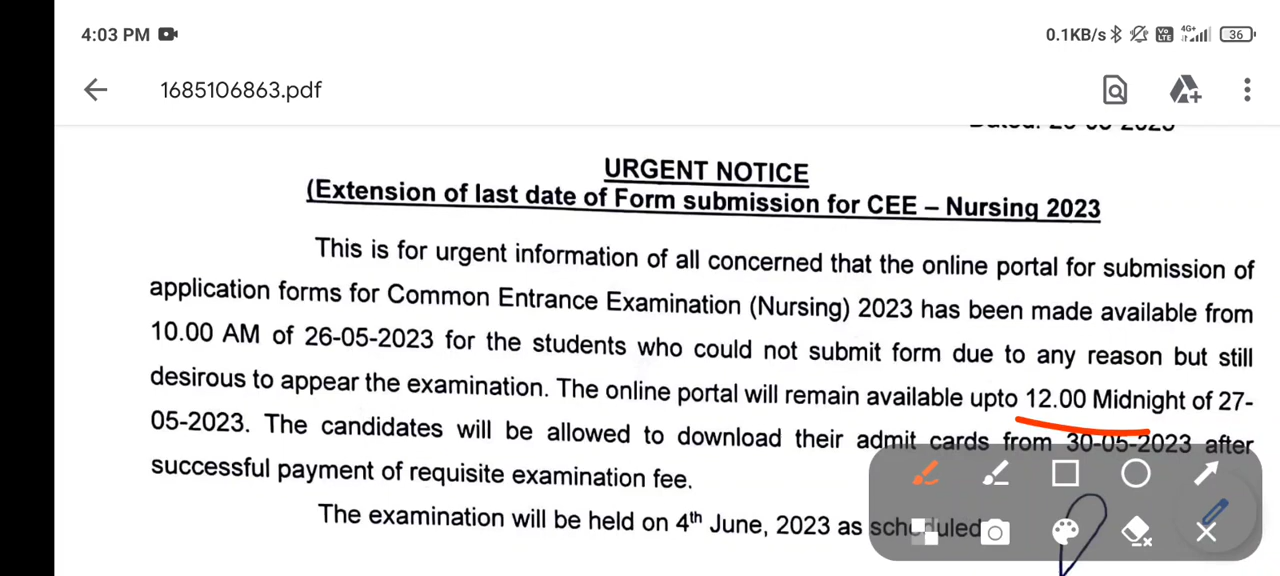 4:03 PM 0.1KB/s Vo LTE 4G+ 36
1685106863.pdf
URGENT NOTICE
(Extension of last date of Form submission for CEE – Nursing 2023
This is for urgent information of all concerned that the online portal for submission of
application forms for Common Entrance Examination (Nursing) 2023 has been made available from
10.00 AM of 26-05-2023 for the students who could not submit form due to any reason but still
desirous to appear the examination. The online portal will remain available upto 12.00 Midnight of 27-
05-2023. The candidates will be allowed to download their admit cards from 30-05-2023 after
successful payment of requisite examination fee.
The examination will be held on 4th June, 2023 as scheduled